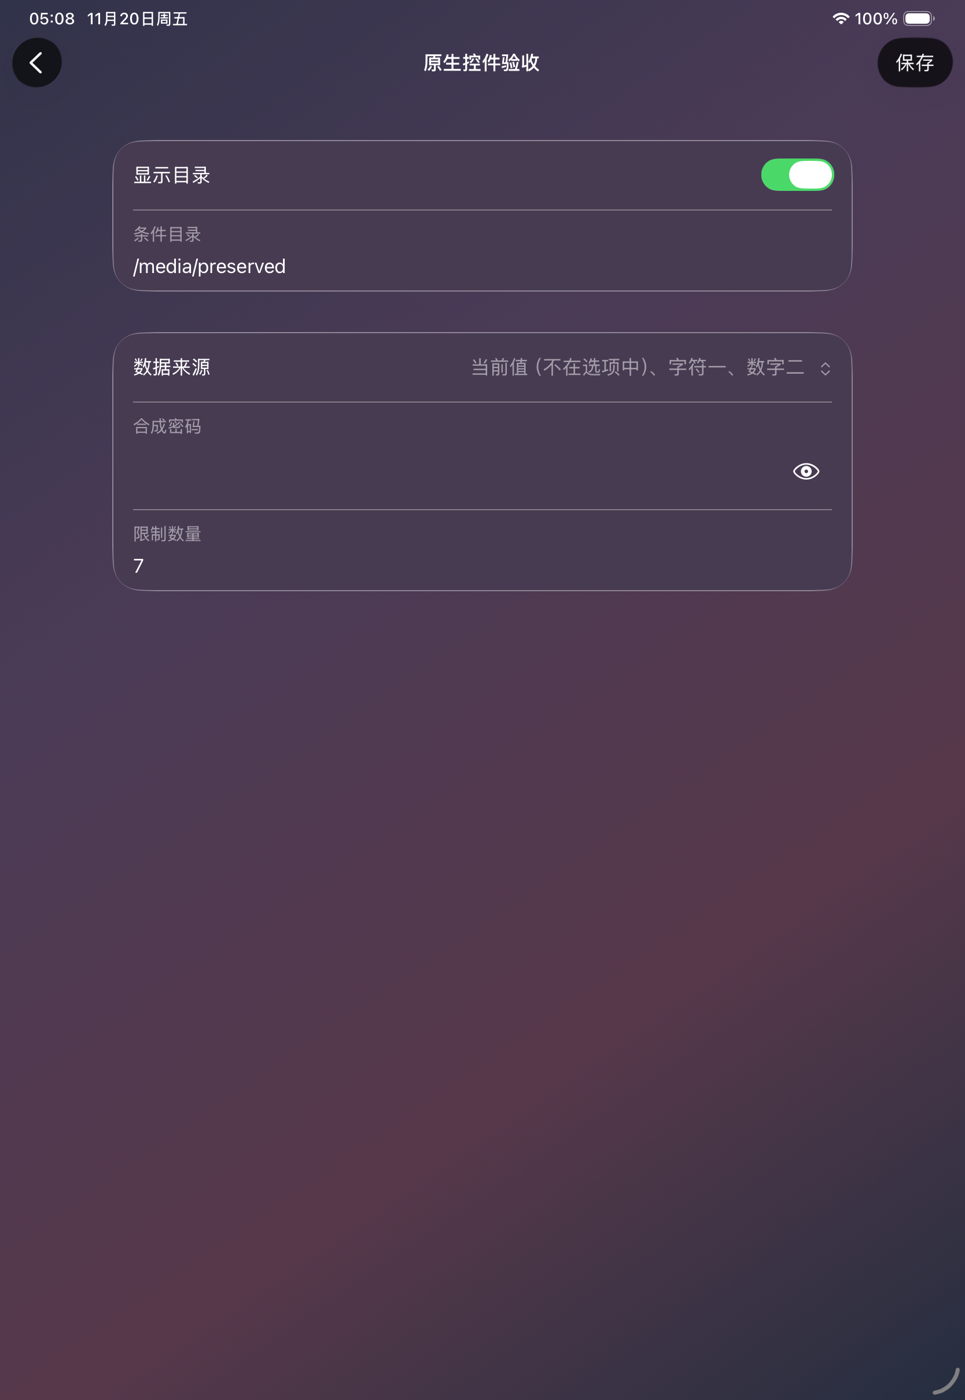 05:08 11月20日周五 100%
原生控件验收
保存
显示目录
条件目录
/media/preserved
数据来源 当前值 (不在选项中)、字符一、数字二
合成密码
限制数量
7